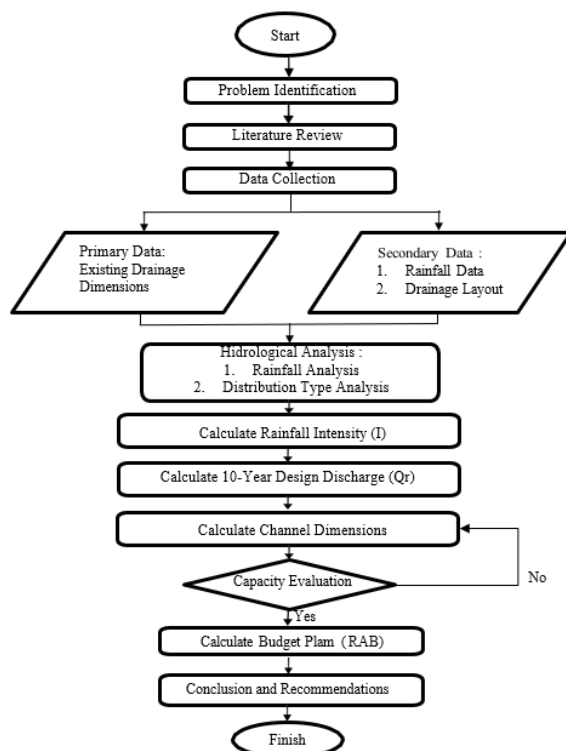 Start
Problem Identification
Literature Review
Data Collection
Primary Data:
Existing Drainage
Dimensions
Secondary Data :
1. Rainfall Data
2. Drainage Layout
Hidrological Analysis :
1. Rainfall Analysis
2. Distribution Type Analysis
Calculate Rainfall Intensity (I)
Calculate 10-Year Design Discharge (Qr)
Calculate Channel Dimensions
Capacity Evaluation
No
Yes
Calculate Budget Plam (RAB)
Conclusion and Recommendations
Finish